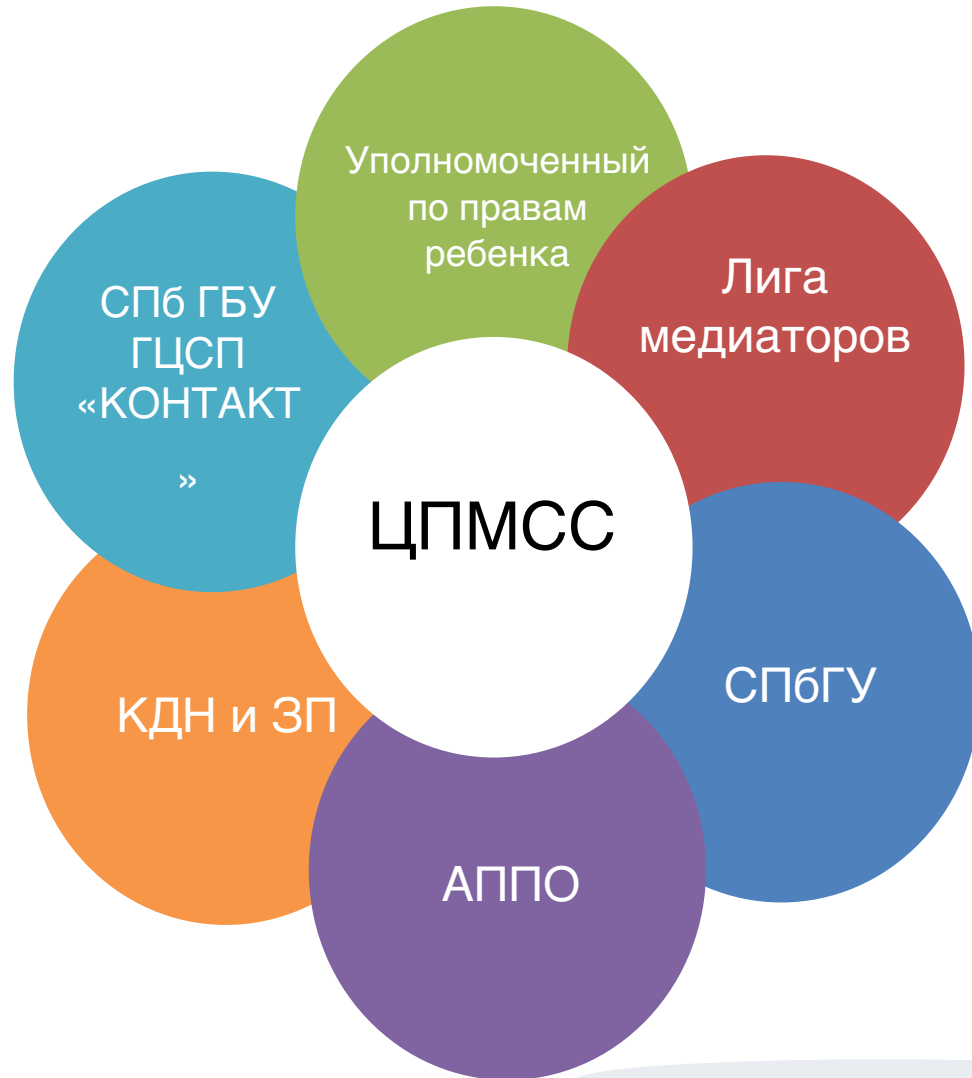 Уполномоченный
по правам
ребенка
Лига
медиаторов
СПб ГБУ
ГЦСП
«КОНТАКТ
»
ЦПМСС
СПбГУ
КДН и ЗП
АППО